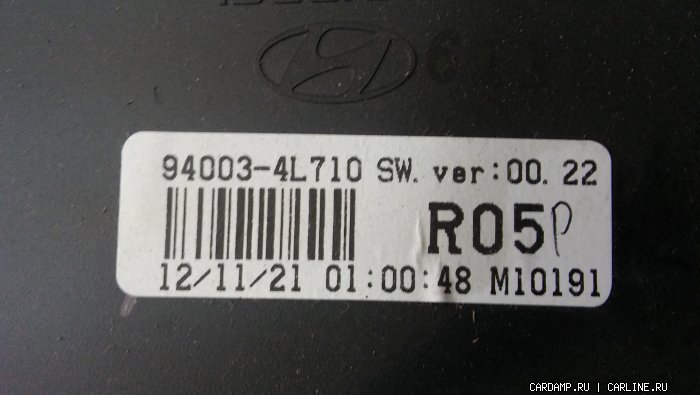 94003-4L710 SW. ver:00. 22
R05P
12/11/21 01:00:48 M10191
CARDAMP.RU | CARLINE.RU